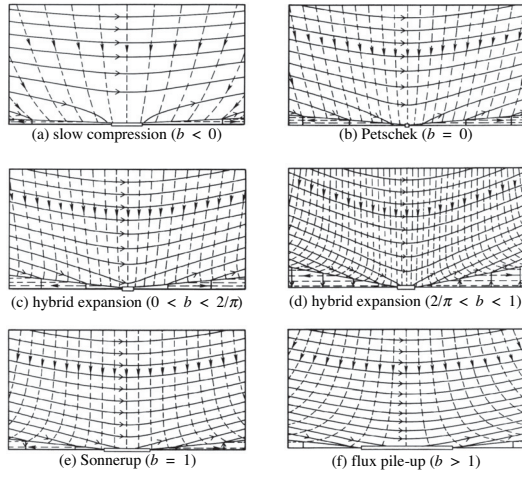 (a) slow compression (b < 0)
(b) Petschek (b = 0)
(c) hybrid expansion (0 < b < 2/π)
(d) hybrid expansion (2/π < b < 1)
(e) Sonnerup (b = 1)
(f) flux pile-up (b > 1)